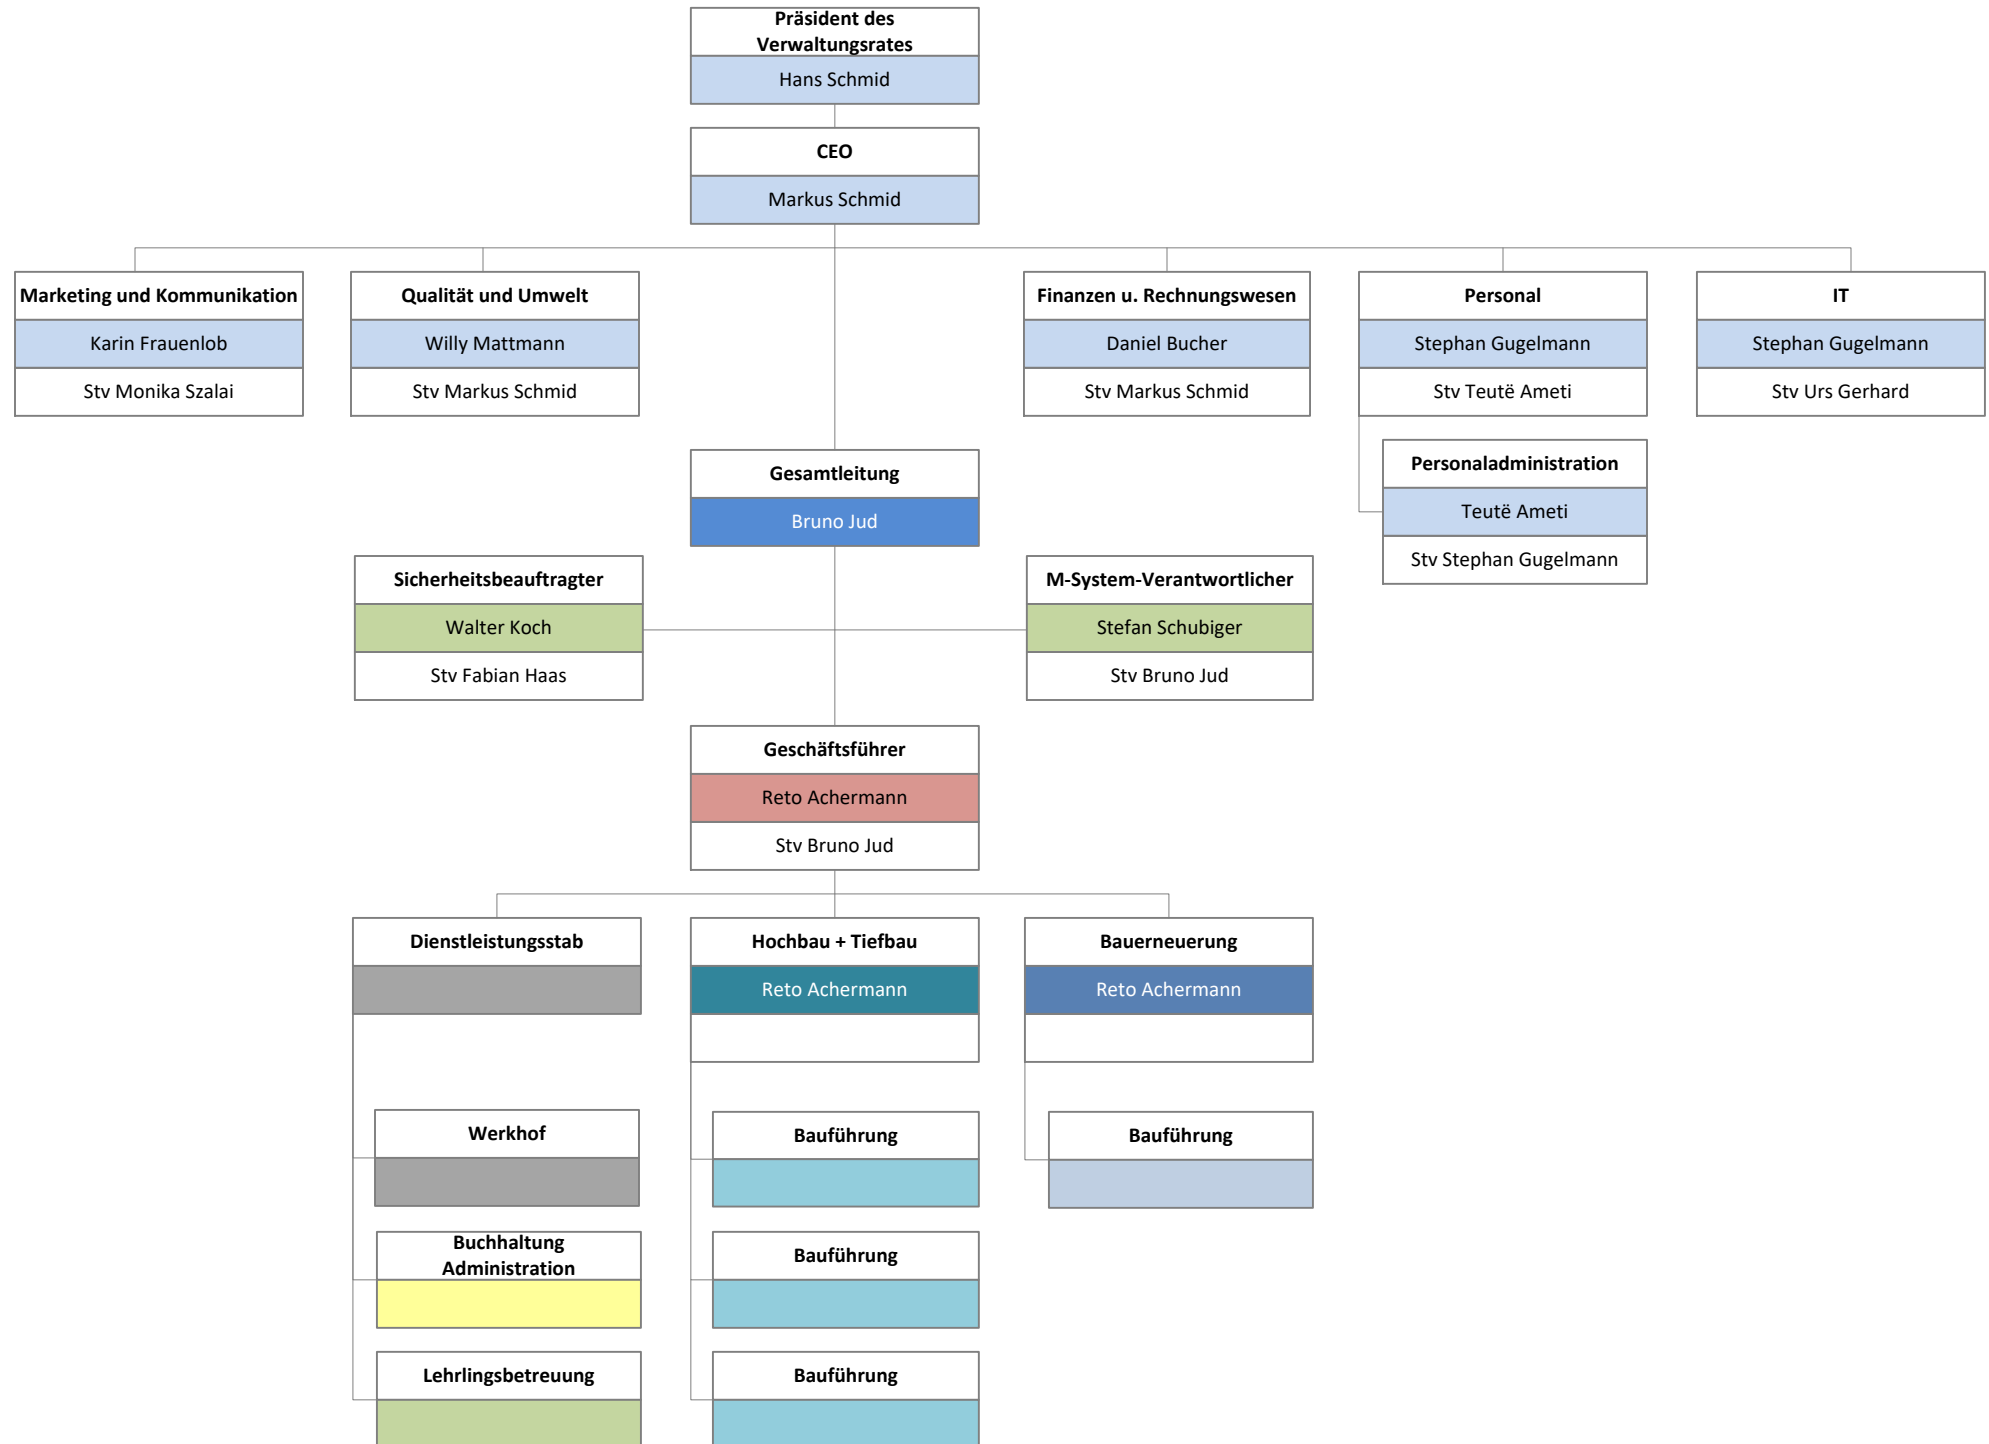 Präsident des
Verwaltungsrates
Hans Schmid
CEO
Markus Schmid
Marketing und Kommunikation
Karin Frauenlob
Stv Monika Szalai
Qualität und Umwelt
Willy Mattmann
Stv Markus Schmid
Finanzen u. Rechnungswesen
Daniel Bucher
Stv Markus Schmid
Personal
Stephan Gugelmann
Stv Teutë Ameti
IT
Stephan Gugelmann
Stv Urs Gerhard
Personaladministration
Teutë Ameti
Stv Stephan Gugelmann
Gesamtleitung
Bruno Jud
Sicherheitsbeauftragter
Walter Koch
Stv Fabian Haas
M-System-Verantwortlicher
Stefan Schubiger
Stv Bruno Jud
Geschäftsführer
Reto Achermann
Stv Bruno Jud
Dienstleistungsstab
Hochbau + Tiefbau
Reto Achermann
Bauerneuerung
Reto Achermann
Werkhof
Buchhaltung
Administration
Lehrlingsbetreuung
Bauführung
Bauführung
Bauführung
Bauführung